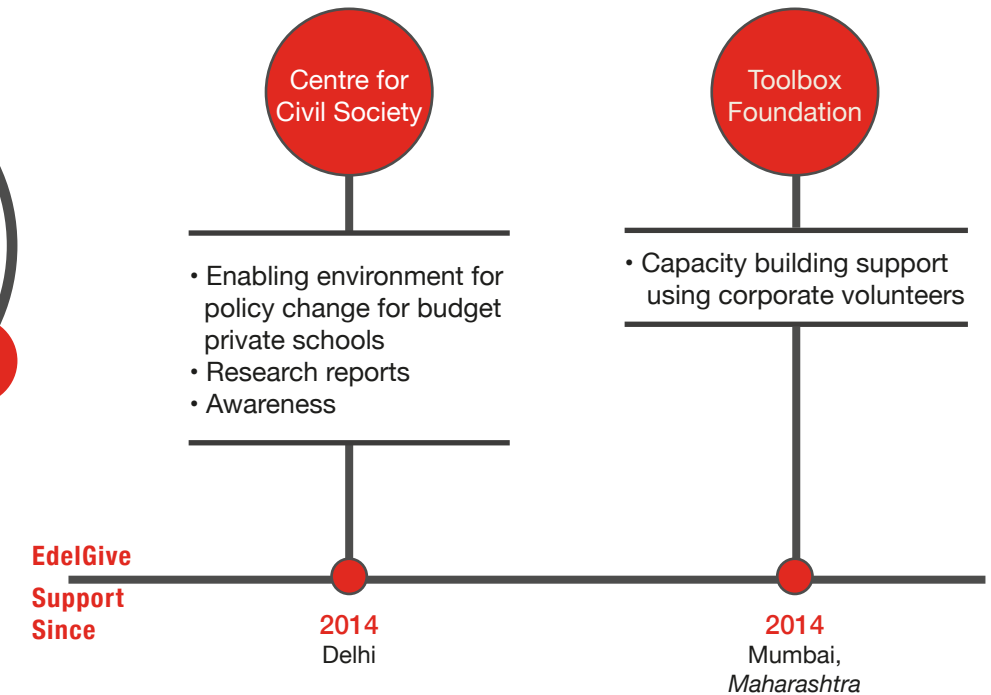 Centre for
Civil Society
• Enabling environment for
policy change for budget
private schools
• Research reports
• Awareness
Toolbox
Foundation
• Capacity building support
using corporate volunteers
EdelGive
Support
Since
2014
Delhi
2014
Mumbai,
Maharashtra